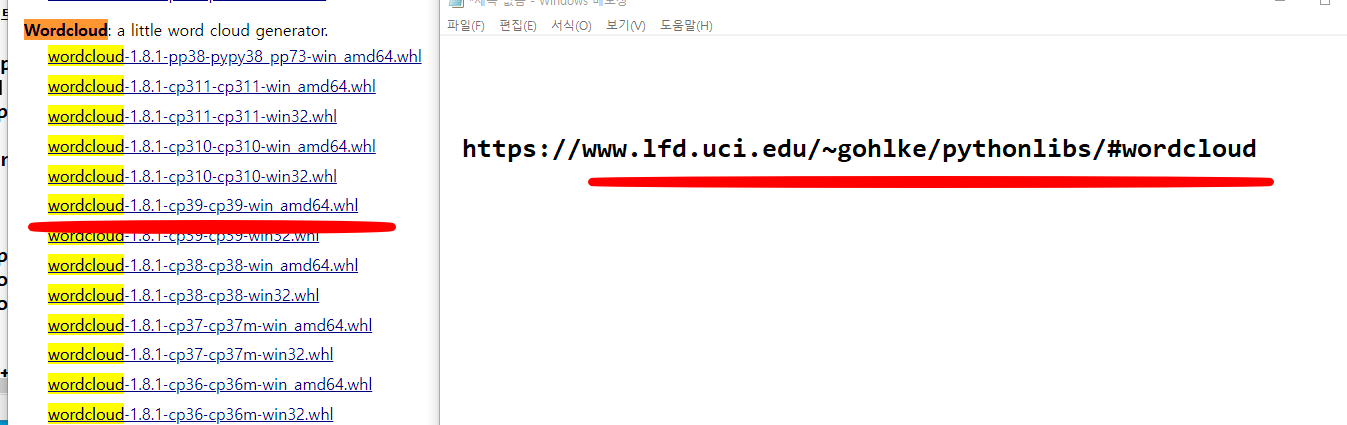 Wordcloud: a little word cloud generator.
wordcloud-1.8.1-pp38-pypy38_pp73-win_amd64.whl
wordcloud-1.8.1-cp311-cp311-win_amd64.whl
wordcloud-1.8.1-cp311-cp311-win32.whl
wordcloud-1.8.1-cp310-cp310-win_amd64.whl
wordcloud-1.8.1-cp310-cp310-win32.whl
wordcloud-1.8.1-cp39-cp39-win_amd64.whl
wordcloud-1.8.1-cp39-cp39-win32.whl
wordcloud-1.8.1-cp38-cp38-win_amd64.whl
wordcloud-1.8.1-cp38-cp38-win32.whl
wordcloud-1.8.1-cp37-cp37m-win_amd64.whl
wordcloud-1.8.1-cp37-cp37m-win32.whl
wordcloud-1.8.1-cp36-cp36m-win_amd64.whl
wordcloud-1.8.1-cp36-cp36m-win32.whl
*제목 없음 - Windows 메모장
파일(F) 편집(E) 서식(O) 보기(V) 도움말(H)
https://www.lfd.uci.edu/~gohlke/pythonlibs/#wordcloud